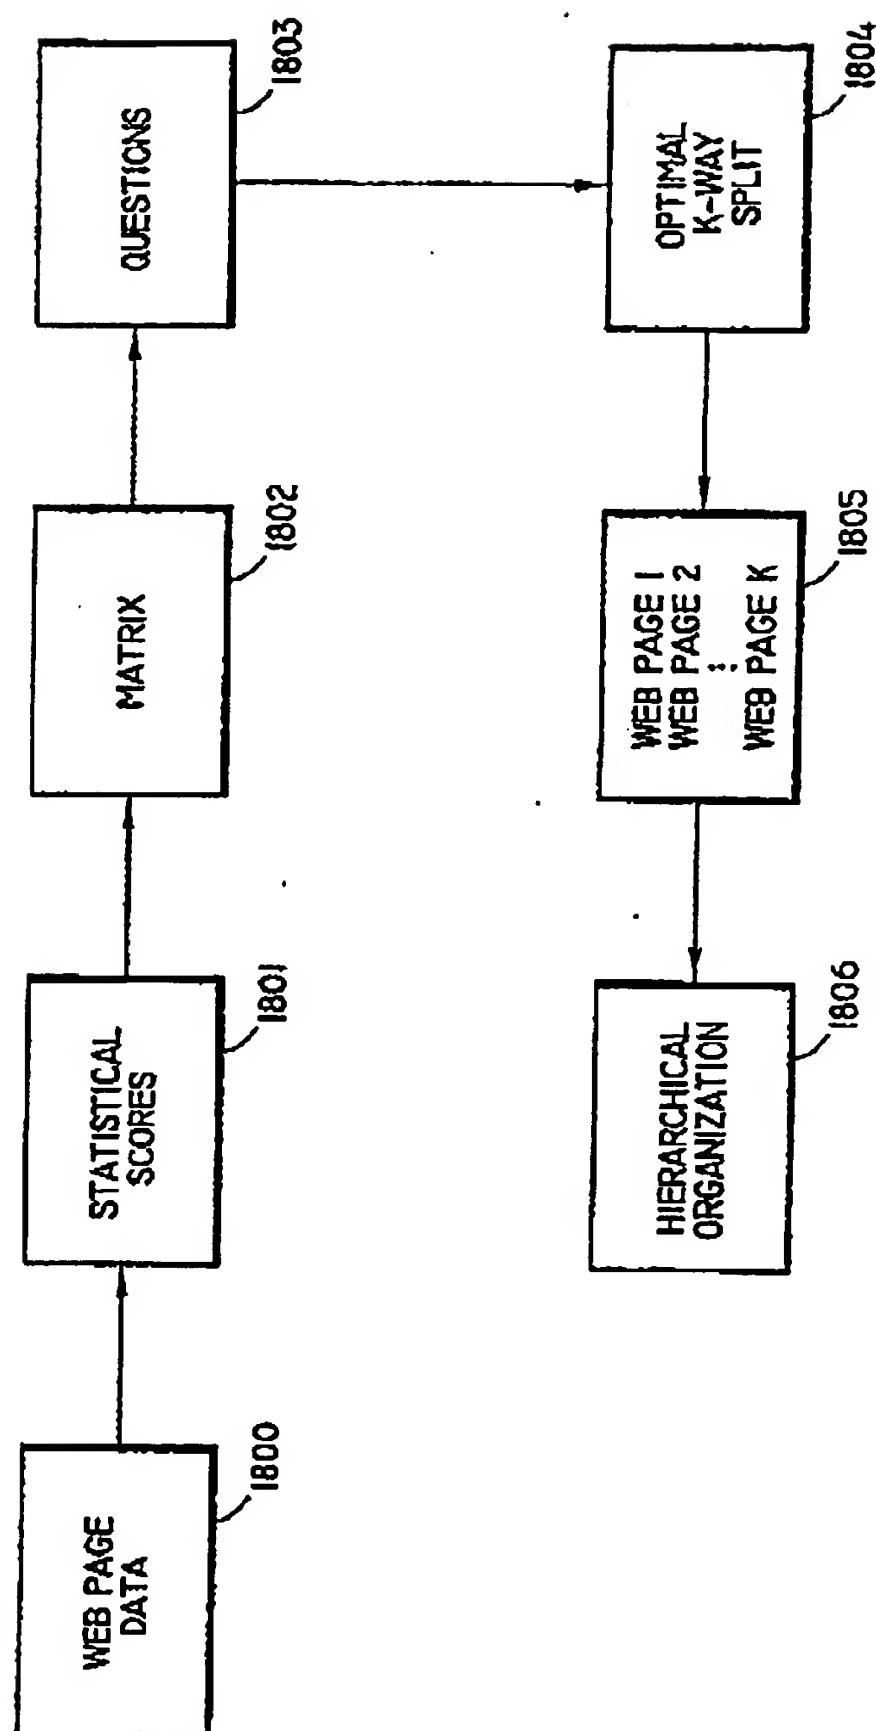 WEB PAGE
DATA
1800
STATISTICAL
SCORES
1801
MATRIX
1802
QUESTIONS
1803
OPTIMAL
K-WAY
SPLIT
1804
WEB PAGE 1
WEB PAGE 2
⋮
WEB PAGE K
1805
HIERARCHICAL
ORGANIZATION
1806